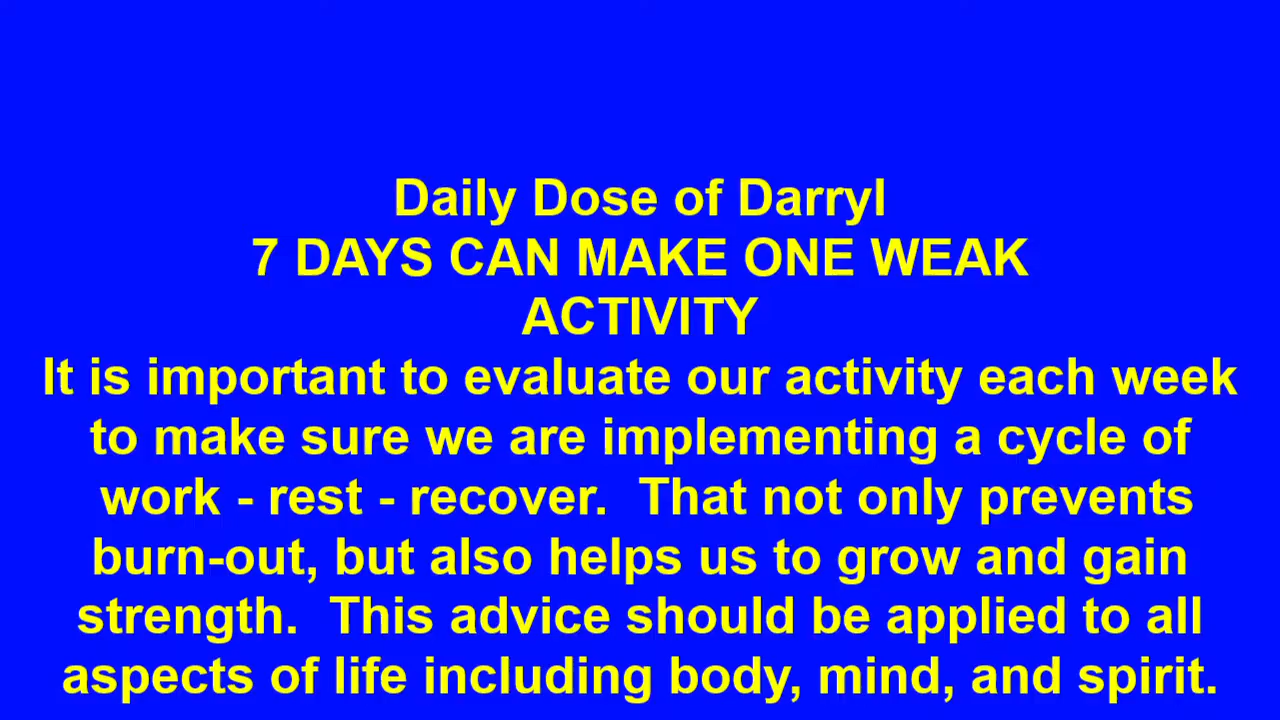 Daily Dose of Darryl
7 DAYS CAN MAKE ONE WEAK
ACTIVITY
It is important to evaluate our activity each week
to make sure we are implementing a cycle of
work - rest - recover.  That not only prevents
burn-out, but also helps us to grow and gain
strength.  This advice should be applied to all
aspects of life including body, mind, and spirit.